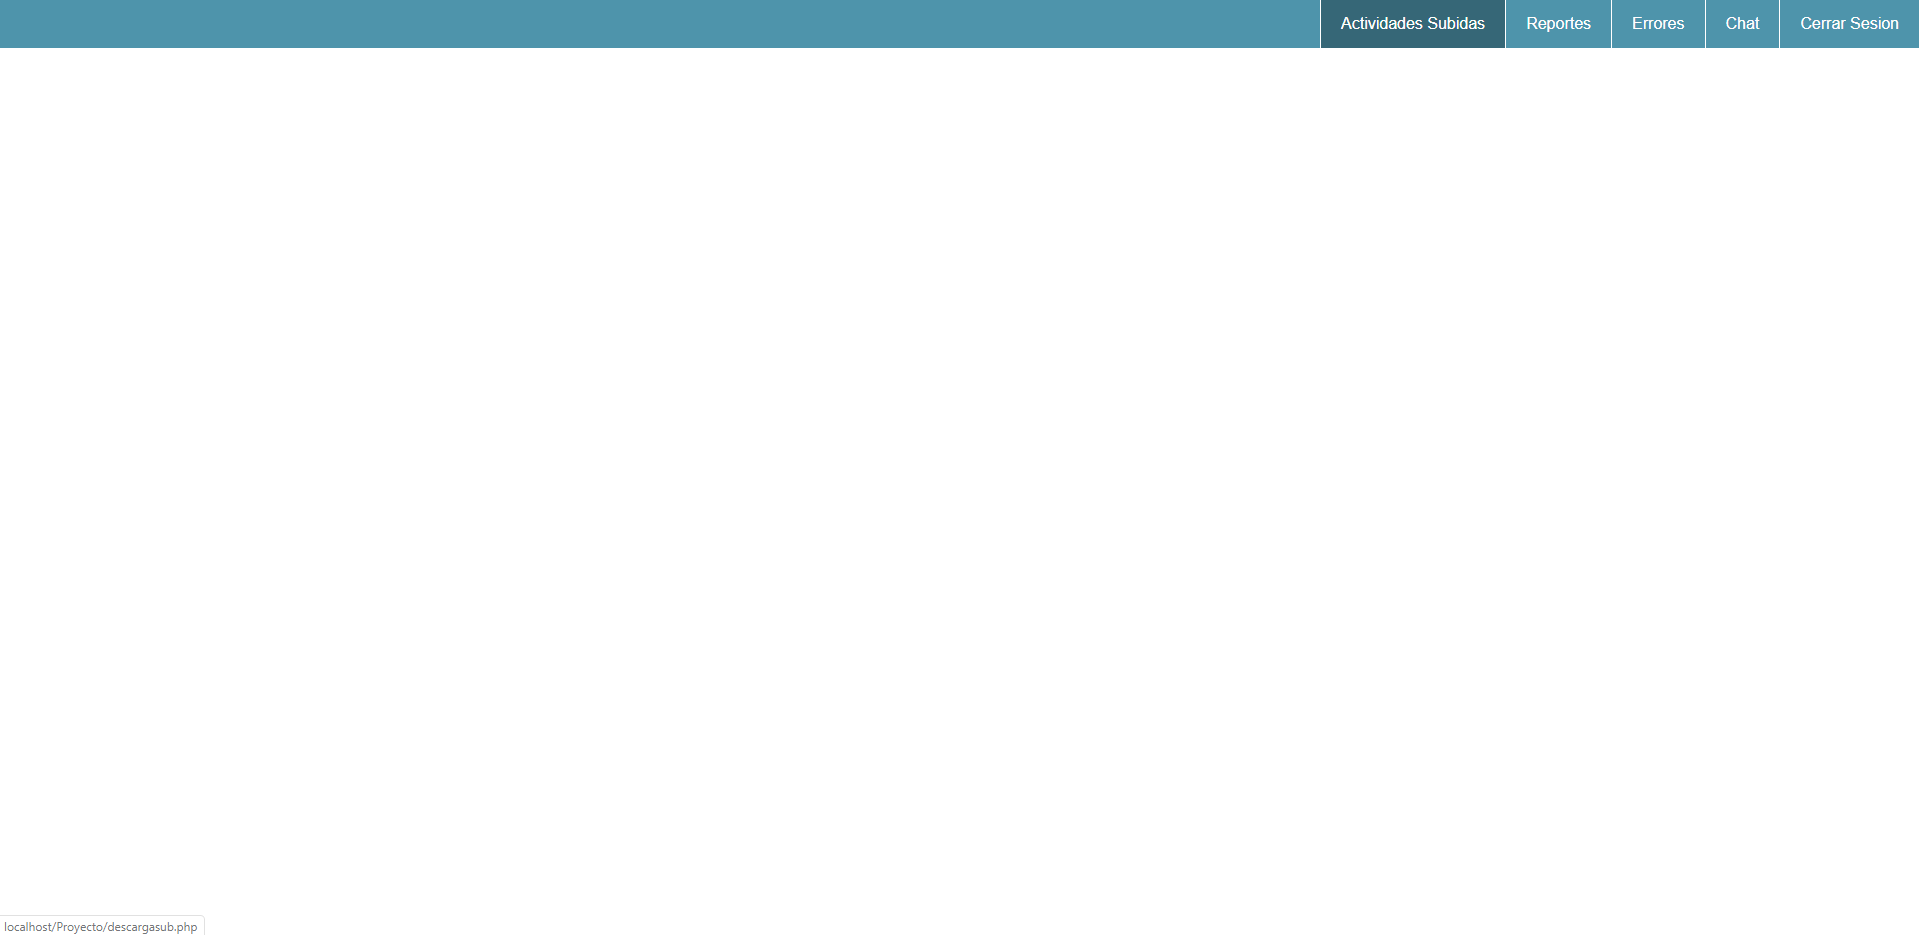 Actividades Subidas Reportes Errores Chat Cerrar Sesion
localhost/Proyecto/descargasub.php